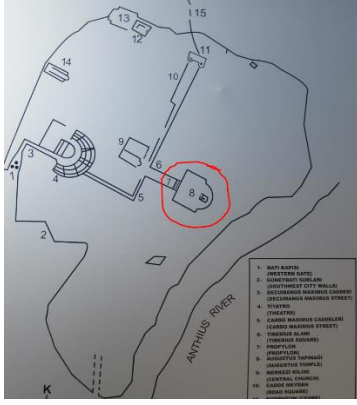 15
13
12
11
14
10
9
6
3
7
8
1
4
5
2
ANTHIUS RIVER
K
1- BATI KAPISI
(WESTERN GATE)
2- GÜNEYBATI SURLARI
(SOUTHWEST CITY WALLS)
3- DECUMANUS MAXIMUS CADDESİ
(DECUMANUS MAXIMUS STREET)
4- TİYATRO
(THEATRE)
5- CARDO MAXIMUS CADDELERİ
(CARDO MAXIMUS STREET)
6- TIBERIUS ALANI
(TIBERIUS SQUARE)
7- PROPYLON
(PROPYLON)
8- AUGUSTUS TAPINAĞI
(AUGUSTUS TEMPLE)
9- MERKEZİ KİLİSE
(CENTRAL CHURCH)
10- CADDE MEYDAN
(ROAD SQUARE)